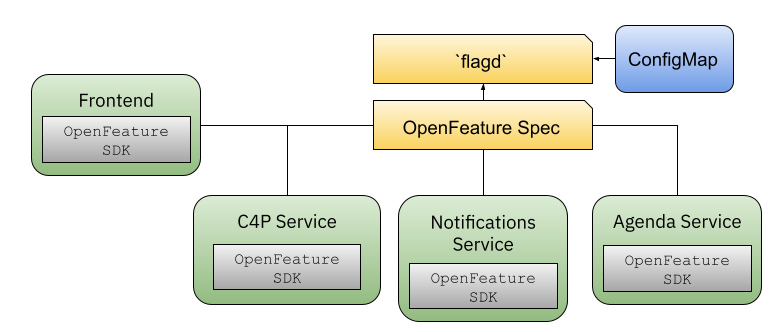 `flagd`
ConfigMap
Frontend
OpenFeature
SDK
OpenFeature Spec
C4P Service
OpenFeature
SDK
Notifications
Service
OpenFeature
SDK
Agenda Service
OpenFeature
SDK